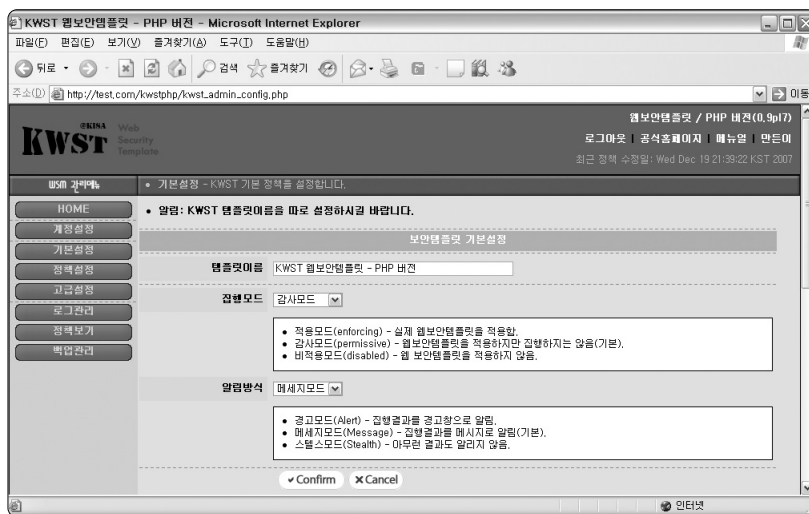 KWST 웹보안템플릿 - PHP 버전 - Microsoft Internet Explorer
파일(F) 편집(E) 보기(V) 즐겨찾기(A) 도구(T) 도움말(H)
뒤로 검색 즐겨찾기
주소(D) http://test.com/kwstphp/kwst_admin_config.php 이동
웹보안템플릿 / PHP 버전(0.9pl7)
@KISA
KWST Web Security Template
로그아웃 | 공식홈페이지 | 메뉴얼 | 만든이
최근 정책 수정일: Wed Dec 19 21:39:22 KST 2007
WSM 관리메뉴
• 기본설정 - KWST 기본 정책을 설정합니다.
HOME
계정설정
기본설정
정책설정
고급설정
로그관리
정책보기
백업관리
• 알림: KWST 템플릿이름을 따로 설정하시길 바랍니다.
보안템플릿 기본설정
템플릿이름 KWST 웹보안템플릿 - PHP 버전
집행모드 감사모드
• 적용모드(enforcing) - 실제 웹보안템플릿을 적용함.
• 감사모드(permissive) - 웹보안템플릿을 적용하지만 집행하지는 않음(기본).
• 비적용모드(disabled) - 웹 보안템플릿을 적용하지 않음.
알림방식 메세지모드
• 경고모드(Alert) - 집행결과를 경고창으로 알림.
• 메세지모드(Message) - 집행결과를 메시지로 알림(기본).
• 스텔스모드(Stealth) - 아무런 결과도 알리지 않음.
Confirm Cancel
인터넷